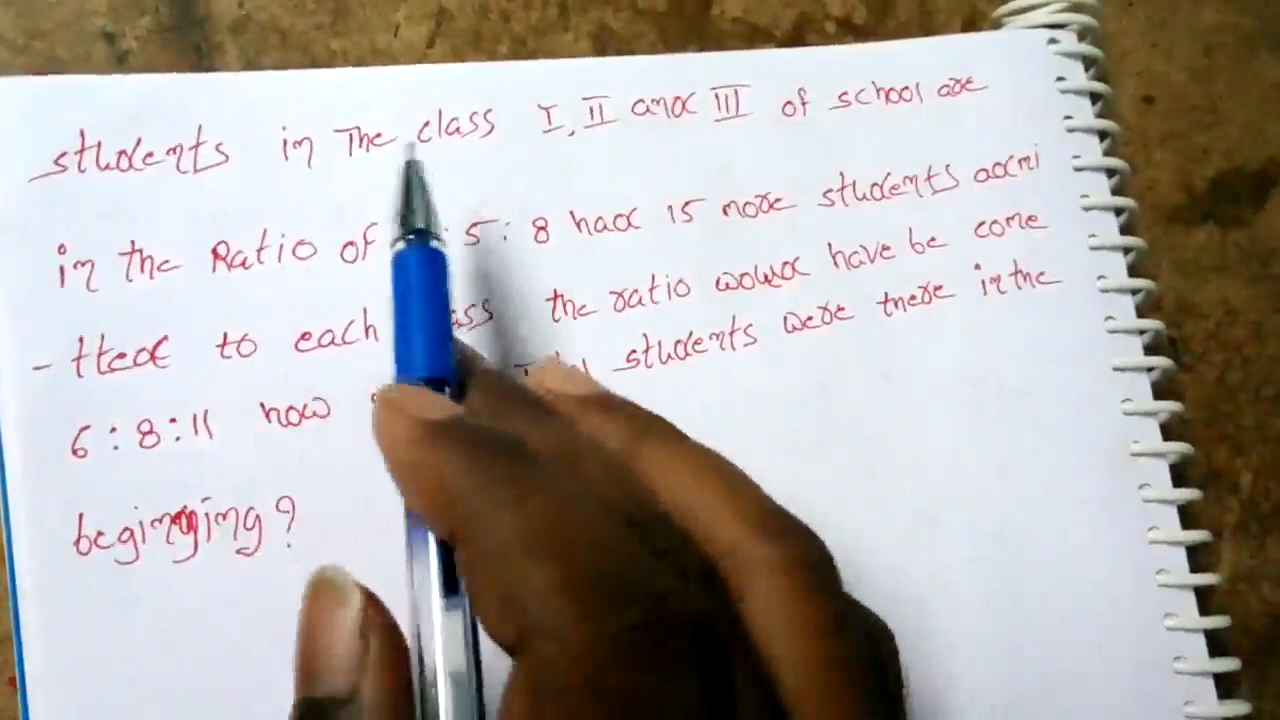 students in The class I, II and III of school are
in the Ratio of : 5 : 8 had 15 more students admi
- tted to each the ratio would have be come
6 : 8 : 11 how students were there in the
beginging?